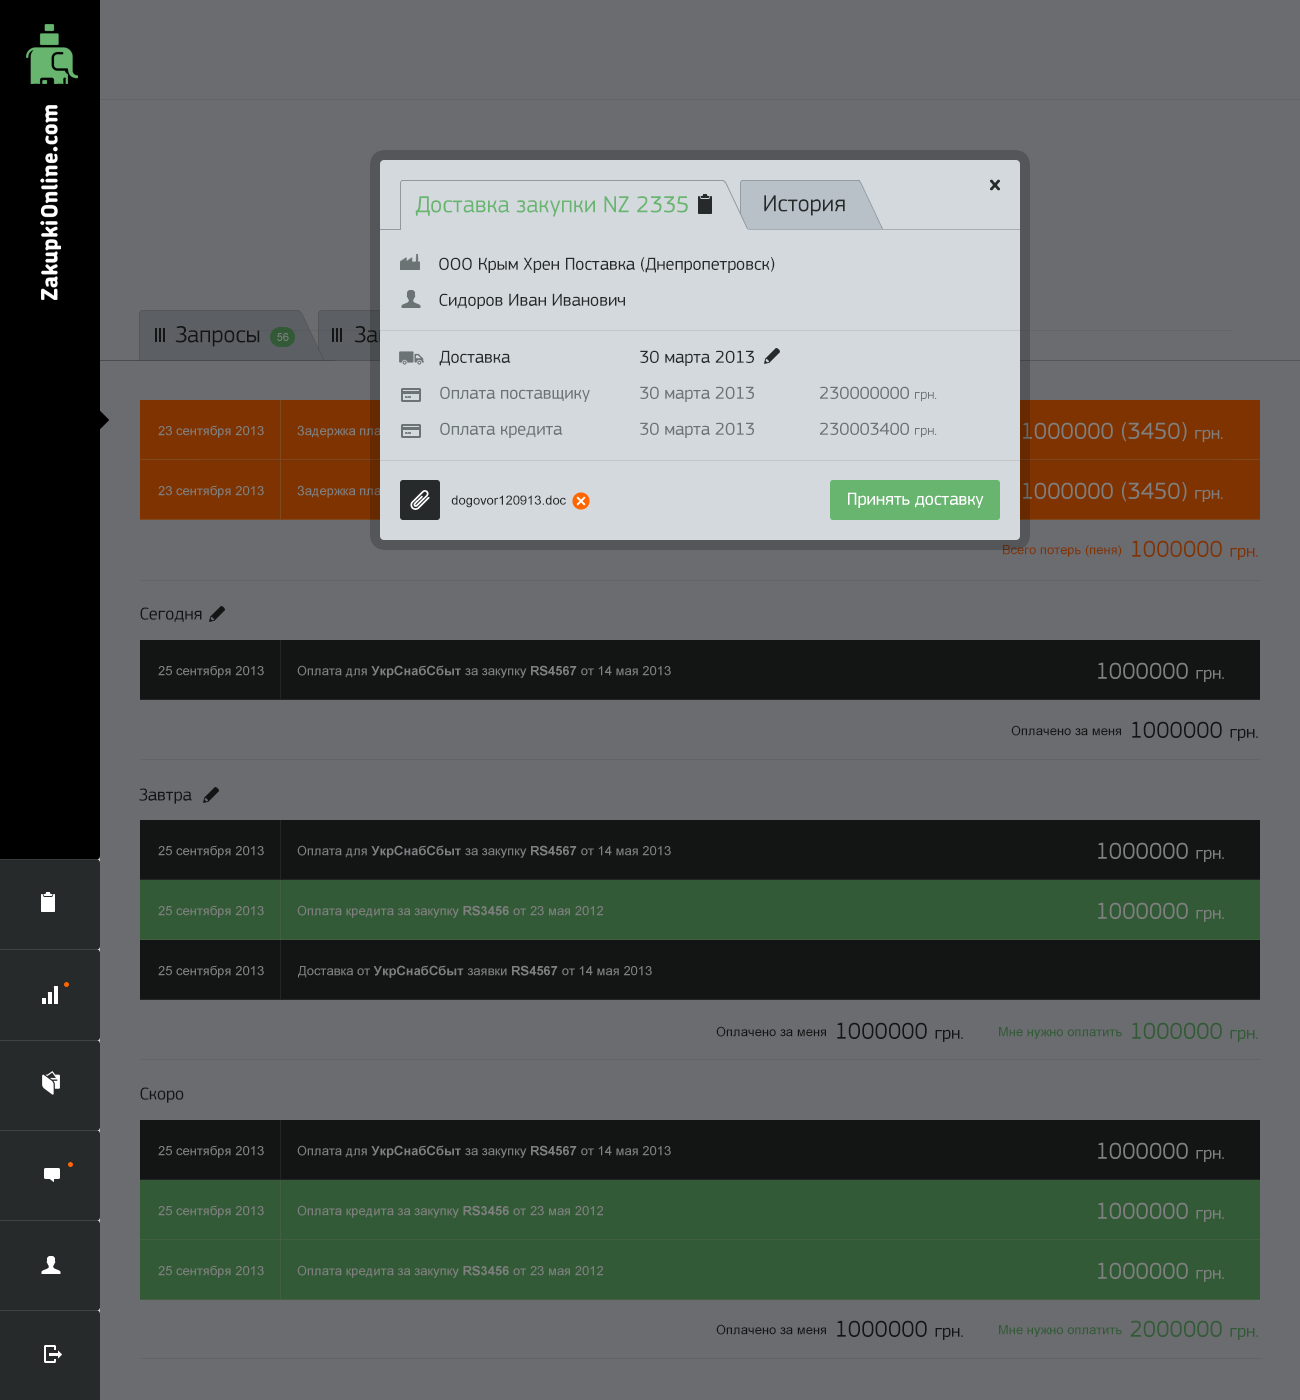 ZakupkiOnline.com
Доставка закупки NZ 2335
История
ООО Крым Хрен Поставка (Днепропетровск)
Сидоров Иван Иванович
Доставка 30 марта 2013
Оплата поставщику 30 марта 2013 230000000 грн.
Оплата кредита 30 марта 2013 230003400 грн.
dogovor120913.doc
Принять доставку
Запросы 56
За
23 сентября 2013 Задержка пла 1000000 (3450) грн.
23 сентября 2013 Задержка пла 1000000 (3450) грн.
Всего потерь (пеня) 1000000 грн.
Сегодня
25 сентября 2013 Оплата для УкрСнабСбыт за закупку RS4567 от 14 мая 2013 1000000 грн.
Оплачено за меня 1000000 грн.
Завтра
25 сентября 2013 Оплата для УкрСнабСбыт за закупку RS4567 от 14 мая 2013 1000000 грн.
25 сентября 2013 Оплата кредита за закупку RS3456 от 23 мая 2012 1000000 грн.
25 сентября 2013 Доставка от УкрСнабСбыт заявки RS4567 от 14 мая 2013
Оплачено за меня 1000000 грн. Мне нужно оплатить 1000000 грн.
Скоро
25 сентября 2013 Оплата для УкрСнабСбыт за закупку RS4567 от 14 мая 2013 1000000 грн.
25 сентября 2013 Оплата кредита за закупку RS3456 от 23 мая 2012 1000000 грн.
25 сентября 2013 Оплата кредита за закупку RS3456 от 23 мая 2012 1000000 грн.
Оплачено за меня 1000000 грн. Мне нужно оплатить 2000000 грн.